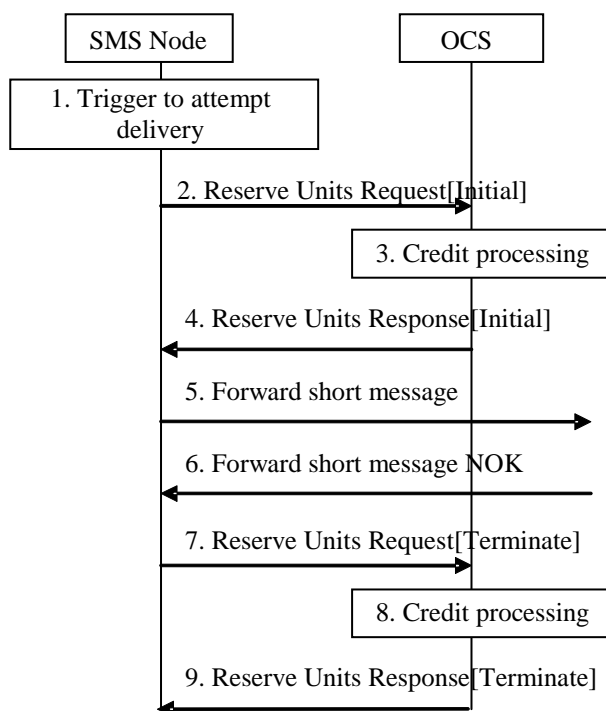 SMS Node
OCS
1. Trigger to attempt
delivery
2. Reserve Units Request[Initial]
3. Credit processing
4. Reserve Units Response[Initial]
5. Forward short message
6. Forward short message NOK
7. Reserve Units Request[Terminate]
8. Credit processing
9. Reserve Units Response[Terminate]